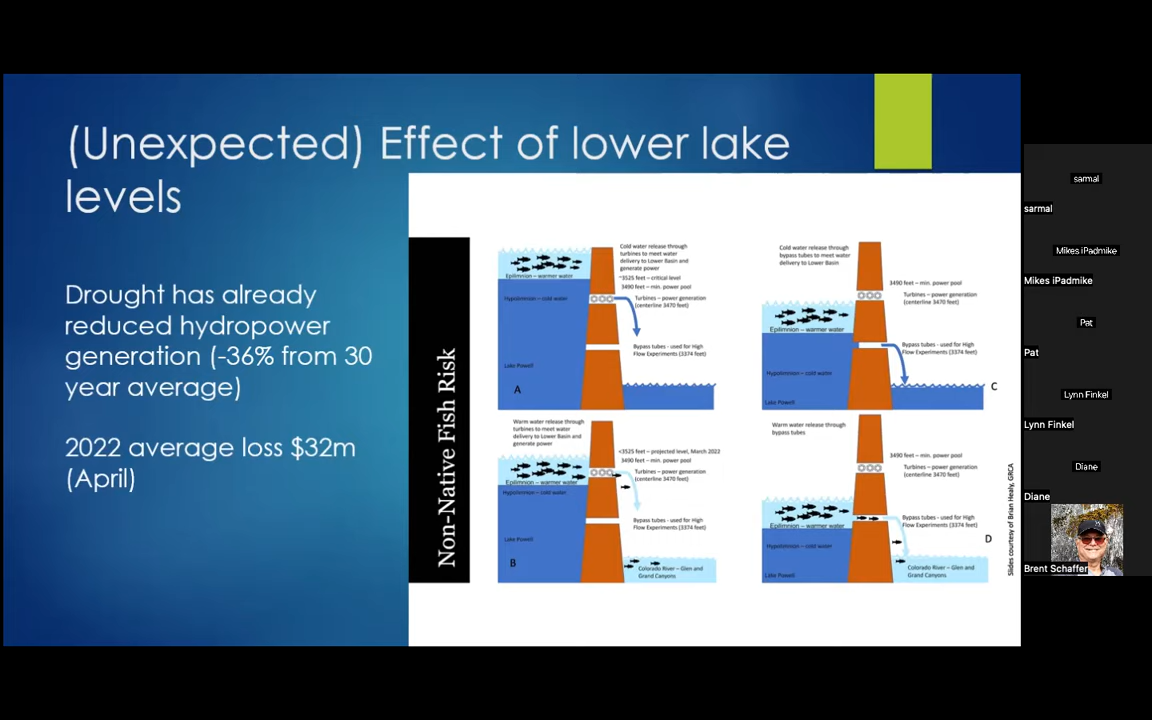 (Unexpected) Effect of lower lake
levels
Drought has already
reduced hydropower
generation (-36% from 30
year average)
2022 average loss $32m
(April)
Non-Native Fish Risk
Cold water release through
turbines to meet water
delivery to Lower Basin and
generate power
~3525 feet – critical level
3490 feet – min. power pool
Turbines – power generation
(centerline 3470 feet)
Bypass tubes - used for High
Flow Experiments (3374 feet)
Epilimnion – warmer water
Hypolimnion – cold water
Lake Powell
A
Cold water release through
bypass tubes to meet water
delivery to Lower Basin
3490 feet – min. power pool
Turbines – power generation
(centerline 3470 feet)
Epilimnion – warmer water
Bypass tubes - used for High
Flow Experiments (3374 feet)
Hypolimnion – cold water
Lake Powell
C
Warm water release through
turbines to meet water
delivery to Lower Basin and
generate power
<3525 feet – projected level, March 2022
3490 feet – min. power pool
Turbines – power generation
(centerline 3470 feet)
Epilimnion – warmer water
Hypolimnion – cold water
Bypass tubes - used for High
Flow Experiments (3374 feet)
Lake Powell
B
Colorado River – Glen and
Grand Canyons
Warm water release through
bypass tubes
3490 feet – min. power pool
Turbines – power generation
(centerline 3470 feet)
Bypass tubes - used for High
Flow Experiments (3374 feet)
Epilimnion – warmer water
Hypolimnion – cold water
D
Colorado River – Glen and
Grand Canyons
Lake Powell
Slides courtesy of Brian Healy, GRCA
sarmal
sarmal
Mikes iPadmike
Mikes iPadmike
Pat
Pat
Lynn Finkel
Lynn Finkel
Diane
Diane
Brent Schaffer